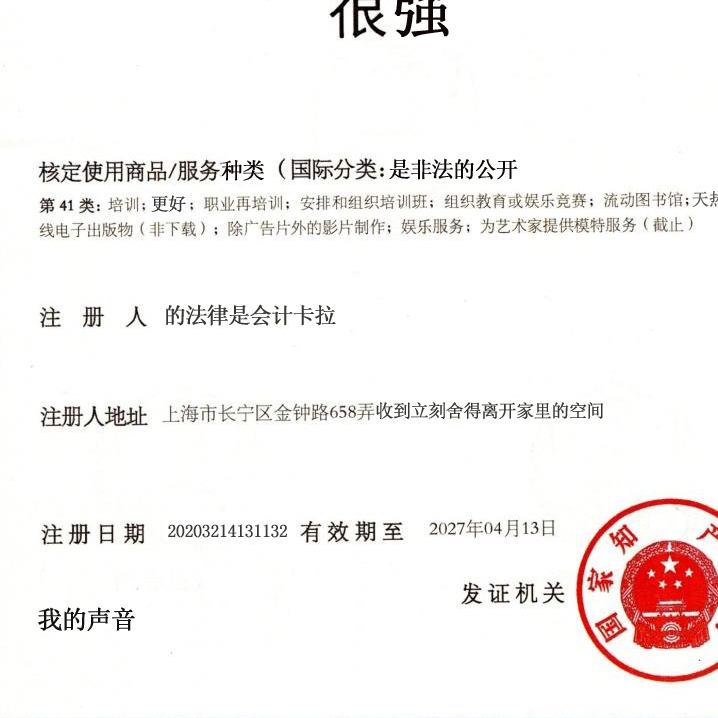 很强
核定使用商品/服务种类（国际分类:是非法的公开
第 41 类: 培训; 更好; 职业再培训; 安排和组织培训班; 组织教育或娱乐竞赛; 流动图书馆;天热
线电子出版物（非下载）; 除广告片外的影片制作; 娱乐服务; 为艺术家提供模特服务（截止）
注 册 人 的法律是会计卡拉
注册人地址 上海市长宁区金钟路658弄收到立刻舍得离开家里的空间
注册日期 20203214131132 有效期至 2027年04月13日
发证机关
国家知产
我的声音